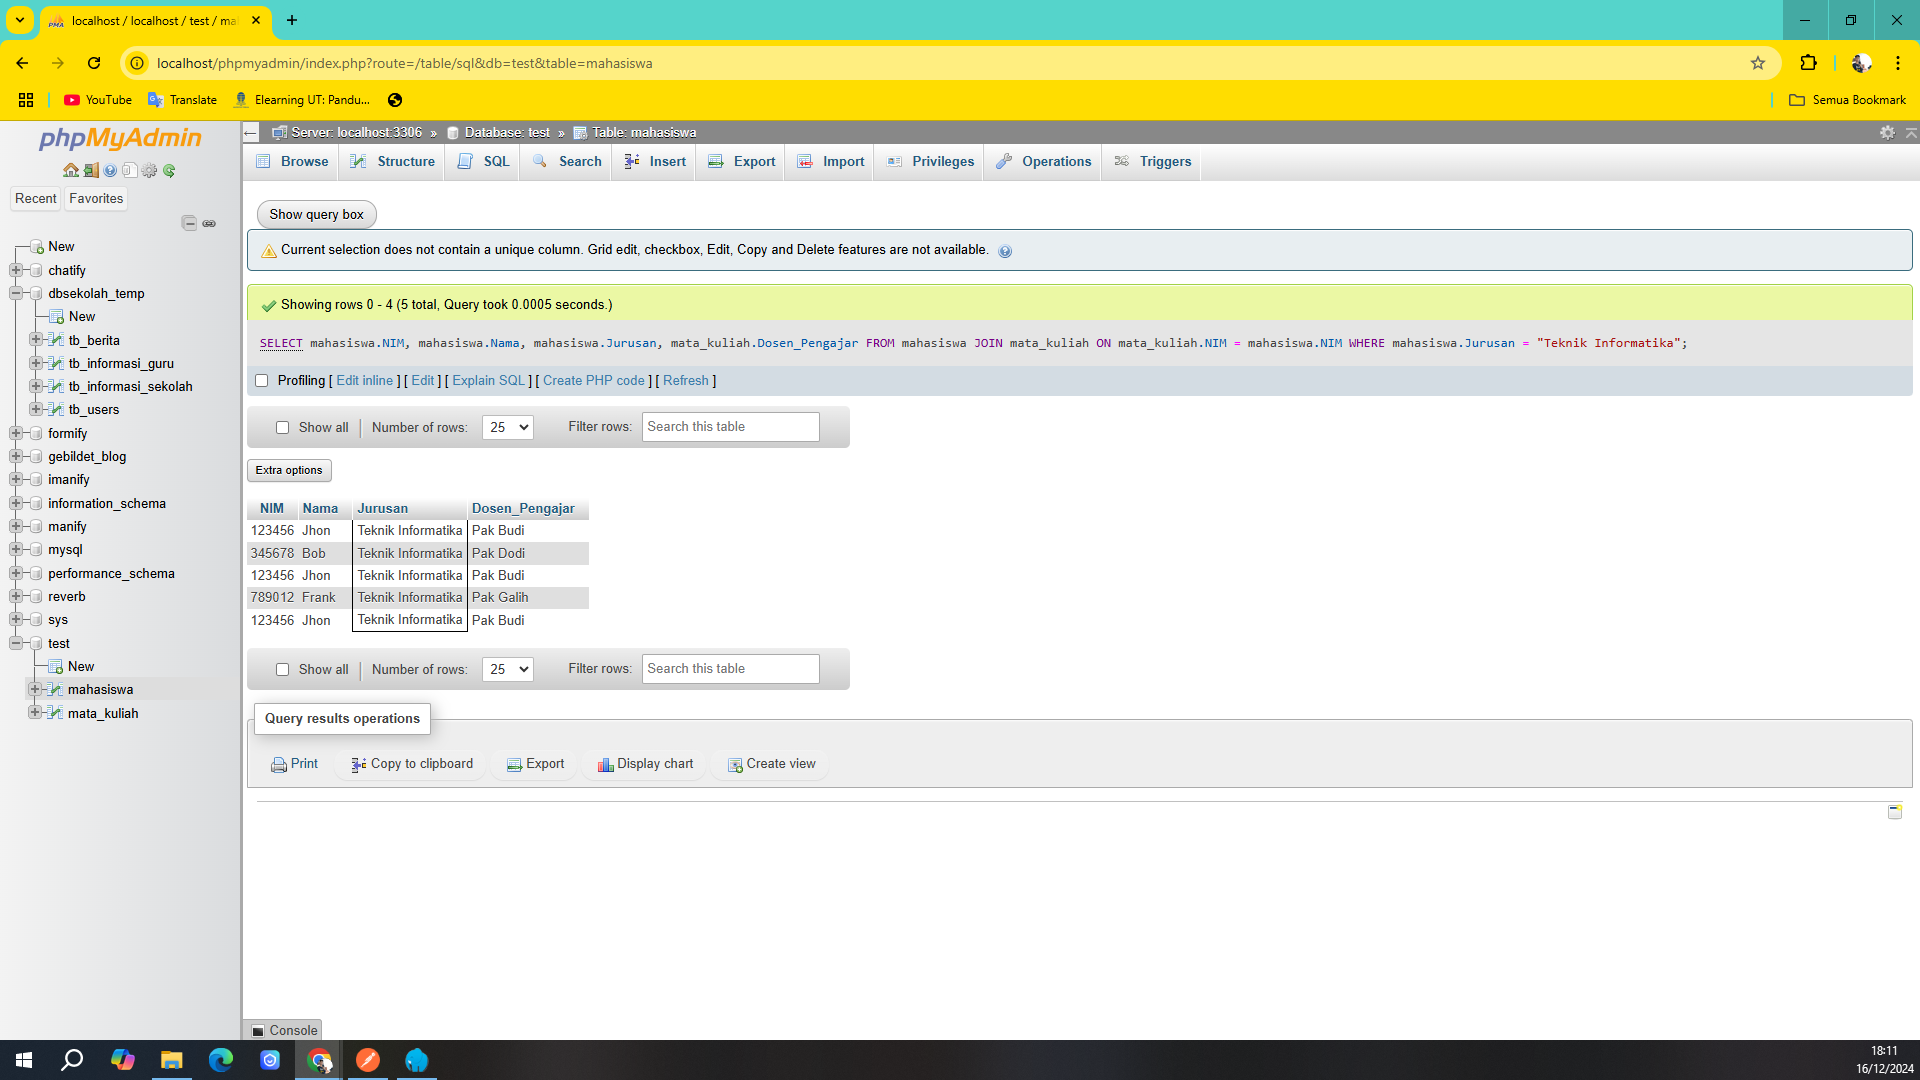 localhost / localhost / test / ma
localhost/phpmyadmin/index.php?route=/table/sql&db=test&table=mahasiswa
YouTube
Translate
Elearning UT: Pandu...
Semua Bookmark
phpMyAdmin
Recent
Favorites
New
chatify
dbsekolah_temp
New
tb_berita
tb_informasi_guru
tb_informasi_sekolah
tb_users
formify
gebildet_blog
imanify
information_schema
manify
mysql
performance_schema
reverb
sys
test
New
mahasiswa
mata_kuliah
Server: localhost:3306 » Database: test » Table: mahasiswa
Browse Structure SQL Search Insert Export Import Privileges Operations Triggers
Show query box
Current selection does not contain a unique column. Grid edit, checkbox, Edit, Copy and Delete features are not available.
Showing rows 0 - 4 (5 total, Query took 0.0005 seconds.)
SELECT mahasiswa.NIM, mahasiswa.Nama, mahasiswa.Jurusan, mata_kuliah.Dosen_Pengajar FROM mahasiswa JOIN mata_kuliah ON mata_kuliah.NIM = mahasiswa.NIM WHERE mahasiswa.Jurusan = "Teknik Informatika";
Profiling [ Edit inline ] [ Edit ] [ Explain SQL ] [ Create PHP code ] [ Refresh ]
Show all Number of rows: 25 Filter rows: Search this table
Extra options
NIM Nama Jurusan Dosen_Pengajar
123456 Jhon Teknik Informatika Pak Budi
345678 Bob Teknik Informatika Pak Dodi
123456 Jhon Teknik Informatika Pak Budi
789012 Frank Teknik Informatika Pak Galih
123456 Jhon Teknik Informatika Pak Budi
Show all Number of rows: 25 Filter rows: Search this table
Query results operations
Print Copy to clipboard Export Display chart Create view
Console
18:11
16/12/2024